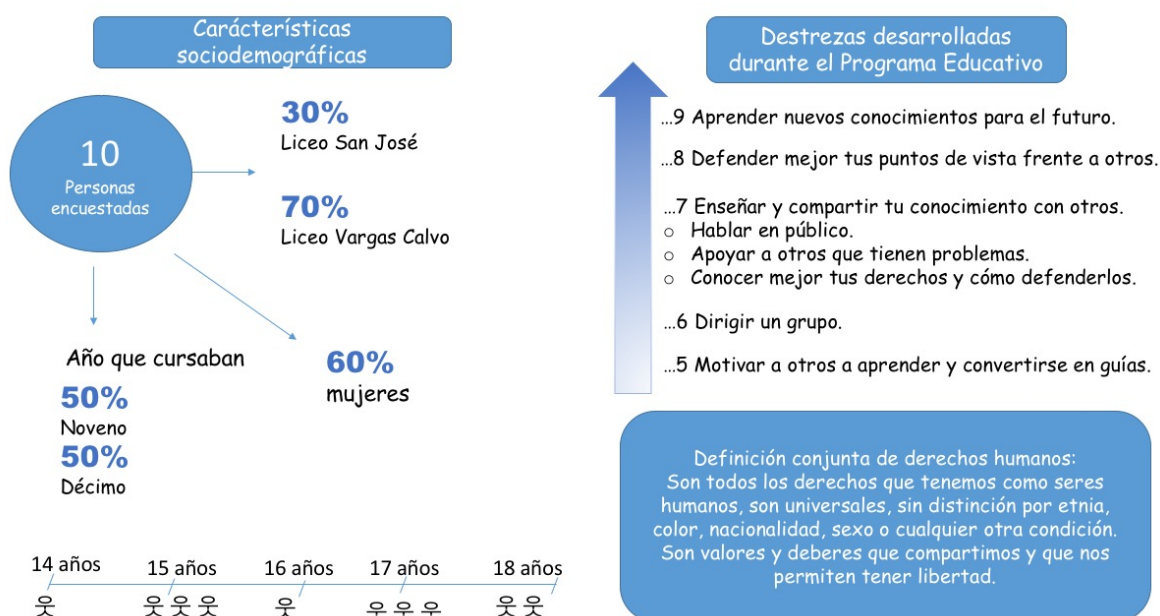 Carácterísticas
sociodemográficas
10
Personas
encuestadas
30%
Liceo San José
70%
Liceo Vargas Calvo
Año que cursaban
50%
Noveno
50%
Décimo
60%
mujeres
14 años
15 años
16 años
17 años
18 años
Destrezas desarrolladas
durante el Programa Educativo
...9 Aprender nuevos conocimientos para el futuro.
...8 Defender mejor tus puntos de vista frente a otros.
...7 Enseñar y compartir tu conocimiento con otros.
o Hablar en público.
o Apoyar a otros que tienen problemas.
o Conocer mejor tus derechos y cómo defenderlos.
...6 Dirigir un grupo.
...5 Motivar a otros a aprender y convertirse en guías.
Definición conjunta de derechos humanos:
Son todos los derechos que tenemos como seres
humanos, son universales, sin distinción por etnia,
color, nacionalidad, sexo o cualquier otra condición.
Son valores y deberes que compartimos y que nos
permiten tener libertad.